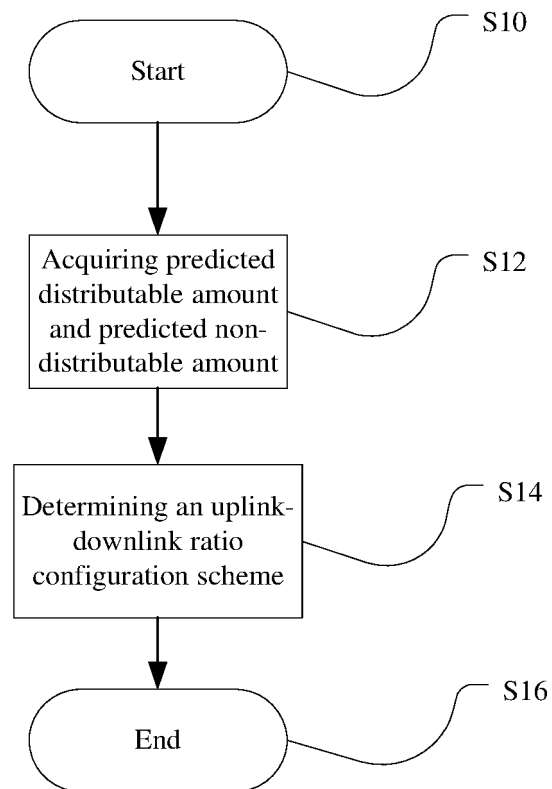 S10
Start
S12
Acquiring predicted
distributable amount
and predicted non-
distributable amount
S14
Determining an uplink-
downlink ratio
configuration scheme
S16
End